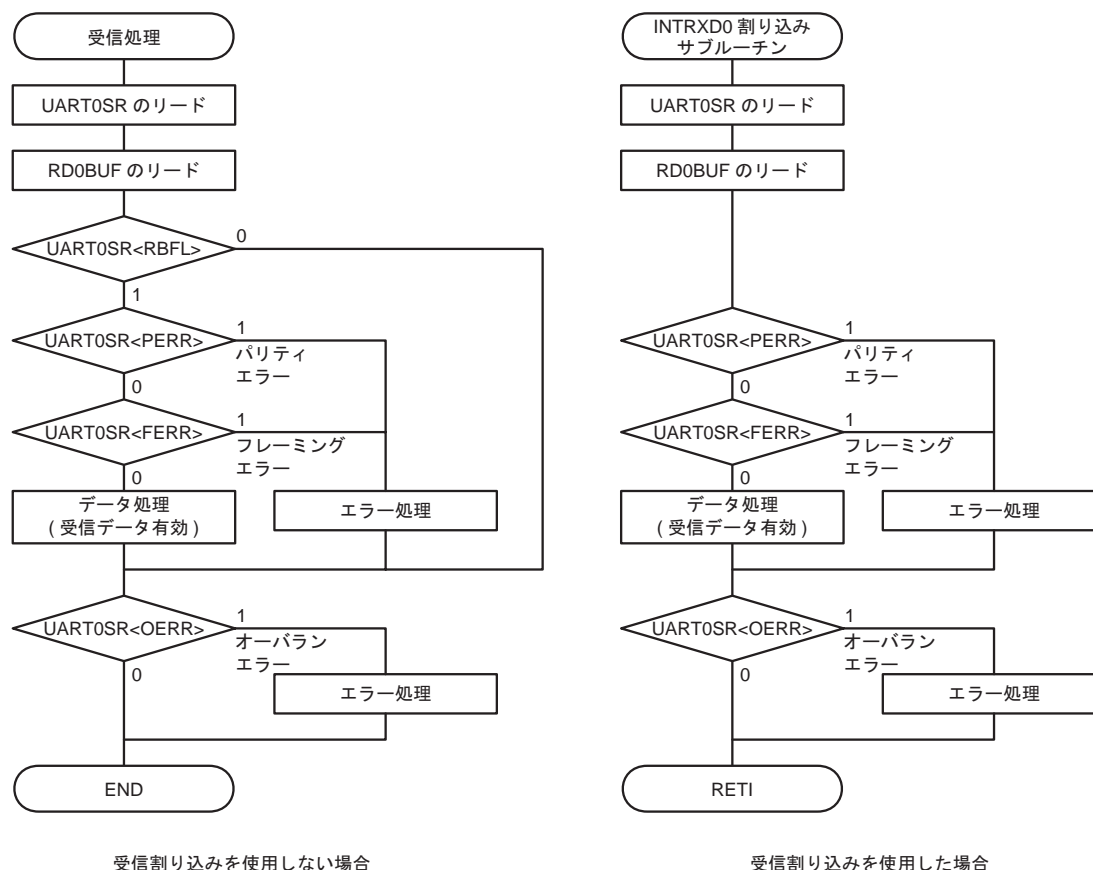 受信処理
UART0SR のリード
RD0BUF のリード
UART0SR<RBFL>
0
1
UART0SR<PERR>
1
パリティ
エラー
0
UART0SR<FERR>
1
フレーミング
エラー
0
データ処理
( 受信データ有効 )
エラー処理
UART0SR<OERR>
1
オーバラン
エラー
0
エラー処理
END
受信割り込みを使用しない場合
INTRXD0 割り込み
サブルーチン
UART0SR のリード
RD0BUF のリード
UART0SR<PERR>
1
パリティ
エラー
0
UART0SR<FERR>
1
フレーミング
エラー
0
データ処理
( 受信データ有効 )
エラー処理
UART0SR<OERR>
1
オーバラン
エラー
0
エラー処理
RETI
受信割り込みを使用した場合